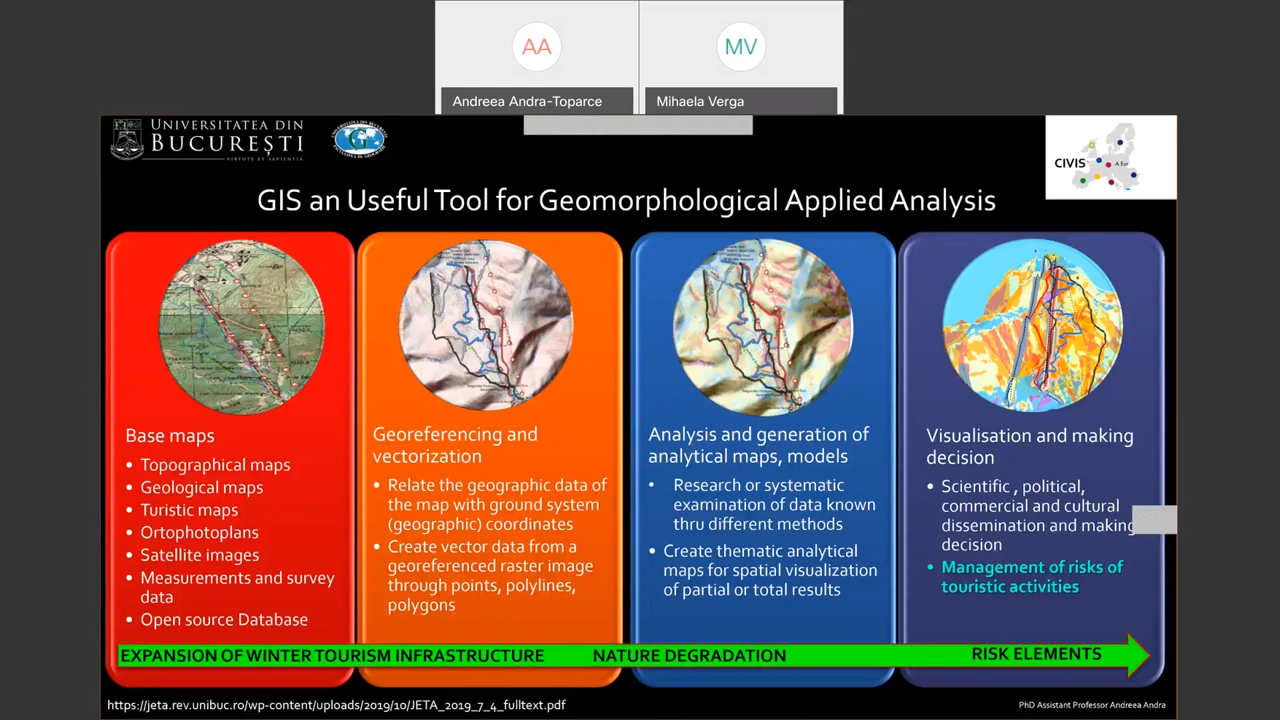 AA
MV
Andreea Andra-Toparce
Mihaela Verga
UNIVERSITATEA DIN
BUCUREȘTI
VIRTUTE ET SAPIENTIA
G
CIVIS
GIS an Useful Tool for Geomorphological Applied Analysis
Base maps
• Topographical maps
• Geological maps
• Turistic maps
• Ortophotoplans
• Satellite images
• Measurements and survey
data
• Open source Database
Georeferencing and
vectorization
• Relate the geographic data of
the map with ground system
(geographic) coordinates
• Create vector data from a
georeferenced raster image
through points, polylines,
polygons
Analysis and generation of
analytical maps, models
• Research or systematic
examination of data known
thru different methods
• Create thematic analytical
maps for spatial visualization
of partial or total results
Visualisation and making
decision
• Scientific , political,
commercial and cultural
dissemination and making
decision
• Management of risks of
touristic activities
EXPANSION OF WINTER TOURISM INFRASTRUCTURE
NATURE DEGRADATION
RISK ELEMENTS
https://jeta.rev.unibuc.ro/wp-content/uploads/2019/10/JETA_2019_7_4_fulltext.pdf
PhD Assistant Professor Andreea Andra